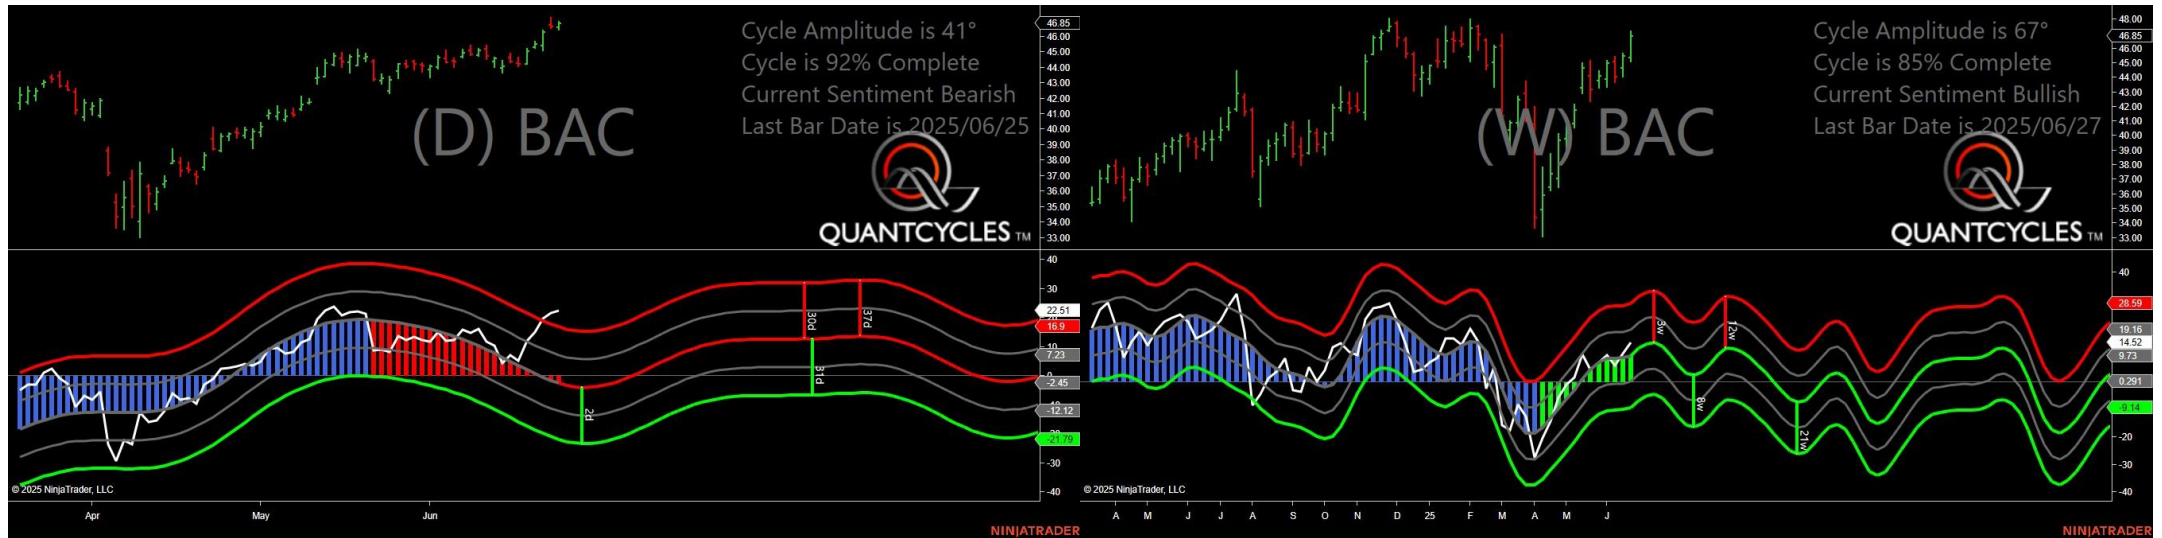 Cycle Amplitude is 41°
Cycle is 92% Complete
Current Sentiment Bearish
Last Bar Date is 2025/06/25
(D) BAC
QUANTCYCLES TM
46.85
46.00
45.00
44.00
43.00
42.00
41.00
40.00
39.00
38.00
37.00
36.00
35.00
34.00
33.00
40
30
22.51
16.9
10
7.23
0
-2.45
-12.12
-21.79
-30
-40
2d
30d
31d
37d
© 2025 NinjaTrader, LLC
Apr
May
Jun
NINJATRADER
Cycle Amplitude is 67°
Cycle is 85% Complete
Current Sentiment Bullish
Last Bar Date is 2025/06/27
(W) BAC
QUANTCYCLES TM
48.00
46.85
46.00
45.00
44.00
43.00
42.00
41.00
40.00
39.00
38.00
37.00
36.00
35.00
34.00
33.00
40
28.59
19.16
14.52
9.73
0.291
-9.14
-20
-30
-40
8w
12w
21w
© 2025 NinjaTrader, LLC
A
M
J
J
A
S
O
N
D
25
F
M
A
M
J
NINJATRADER